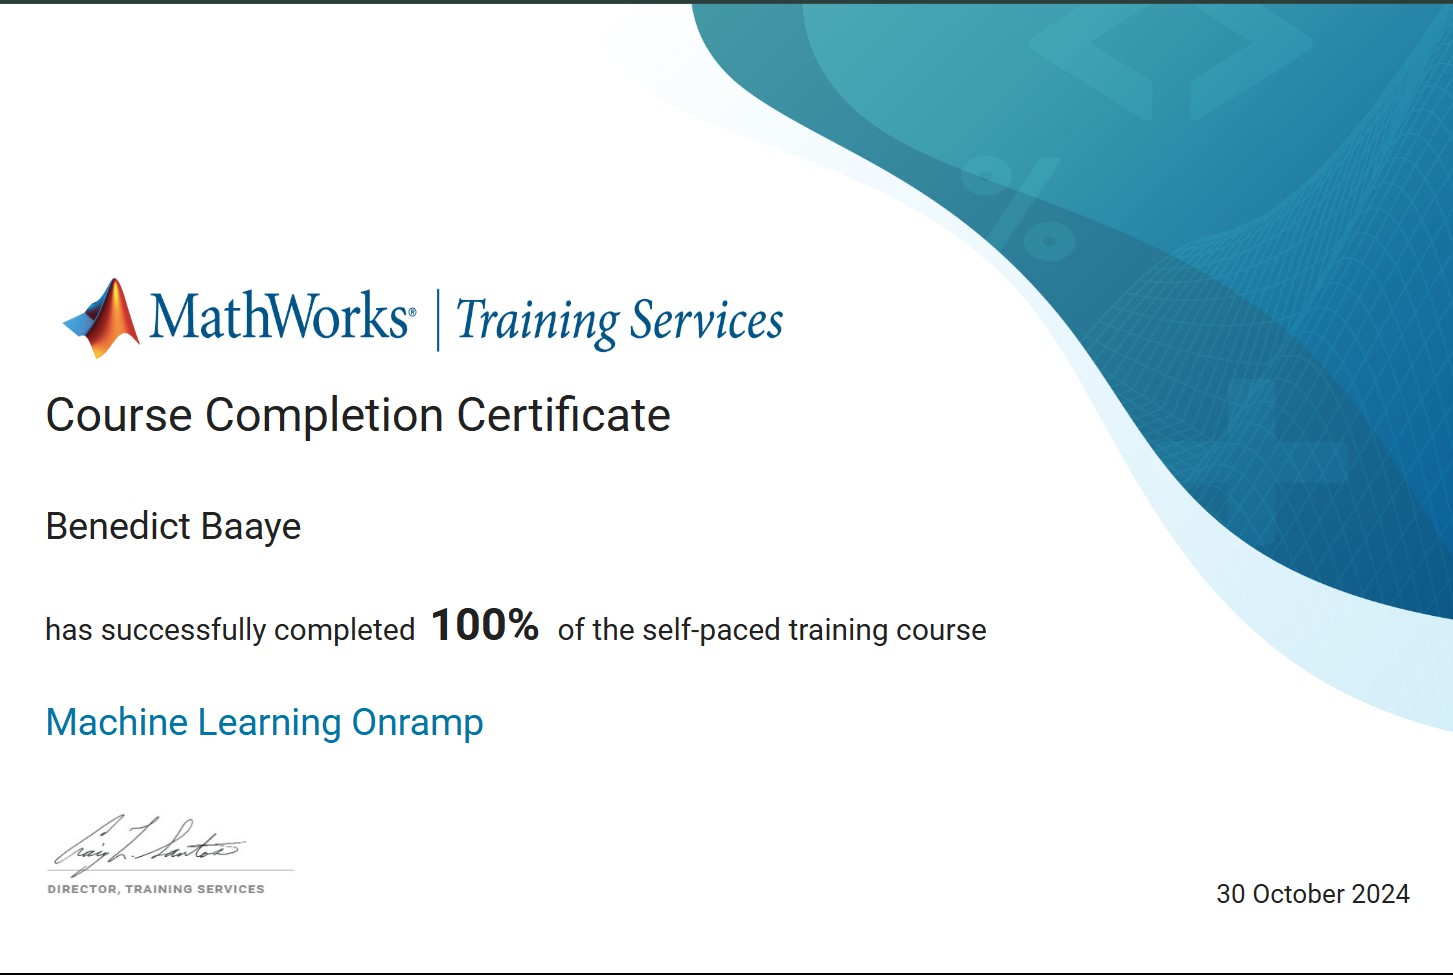 MathWorks® | Training Services
Course Completion Certificate
Benedict Baaye
has successfully completed 100% of the self-paced training course
Machine Learning Onramp
Craig L. Santos
DIRECTOR, TRAINING SERVICES
30 October 2024